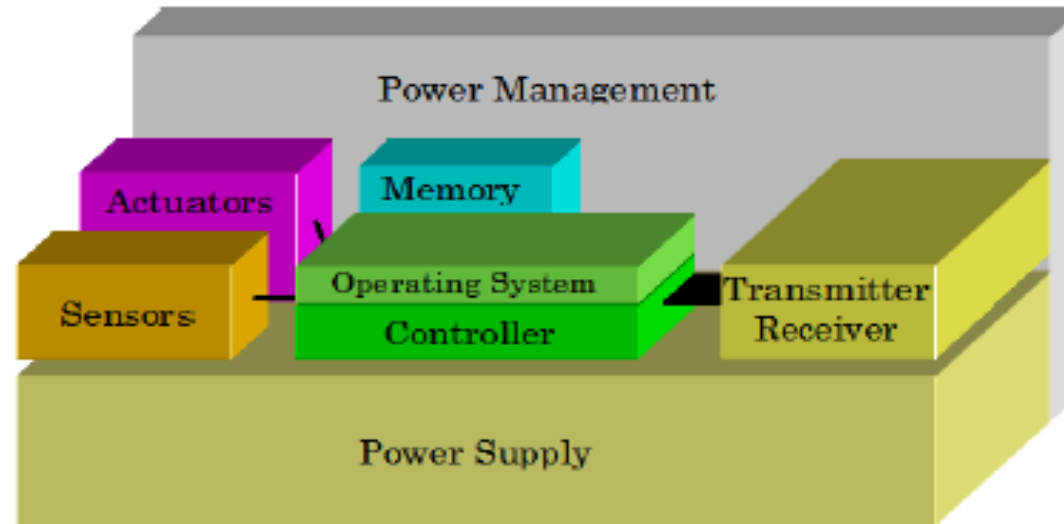 Power Management
Actuators
Memory
Operating System
Sensors
Controller
Transmitter
Receiver
Power Supply